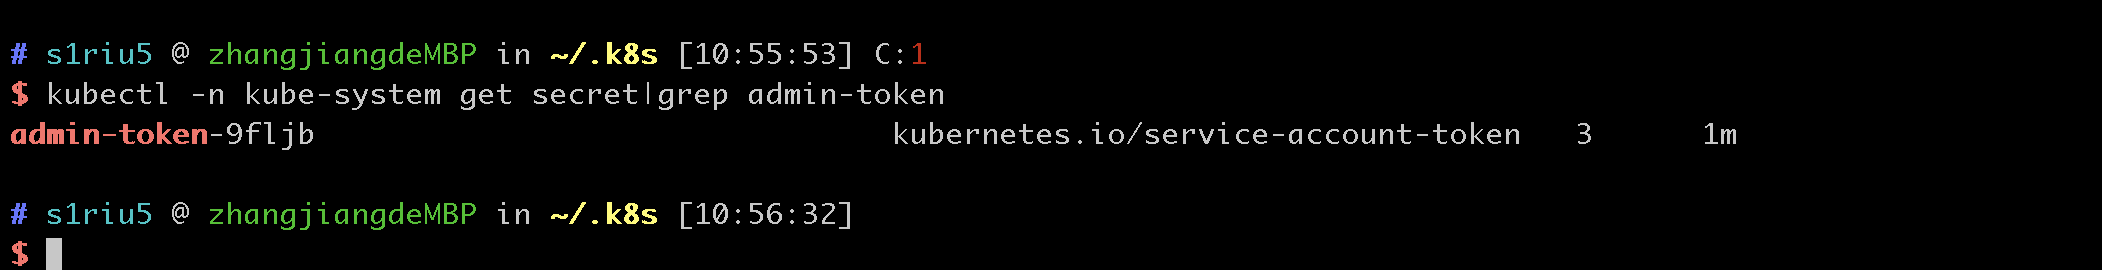 # s1riu5 @ zhangjiangdeMBP in ~/.k8s [10:55:53] C:1
$ kubectl -n kube-system get secret|grep admin-token
admin-token-9fljb kubernetes.io/service-account-token 3 1m
# s1riu5 @ zhangjiangdeMBP in ~/.k8s [10:56:32]
$